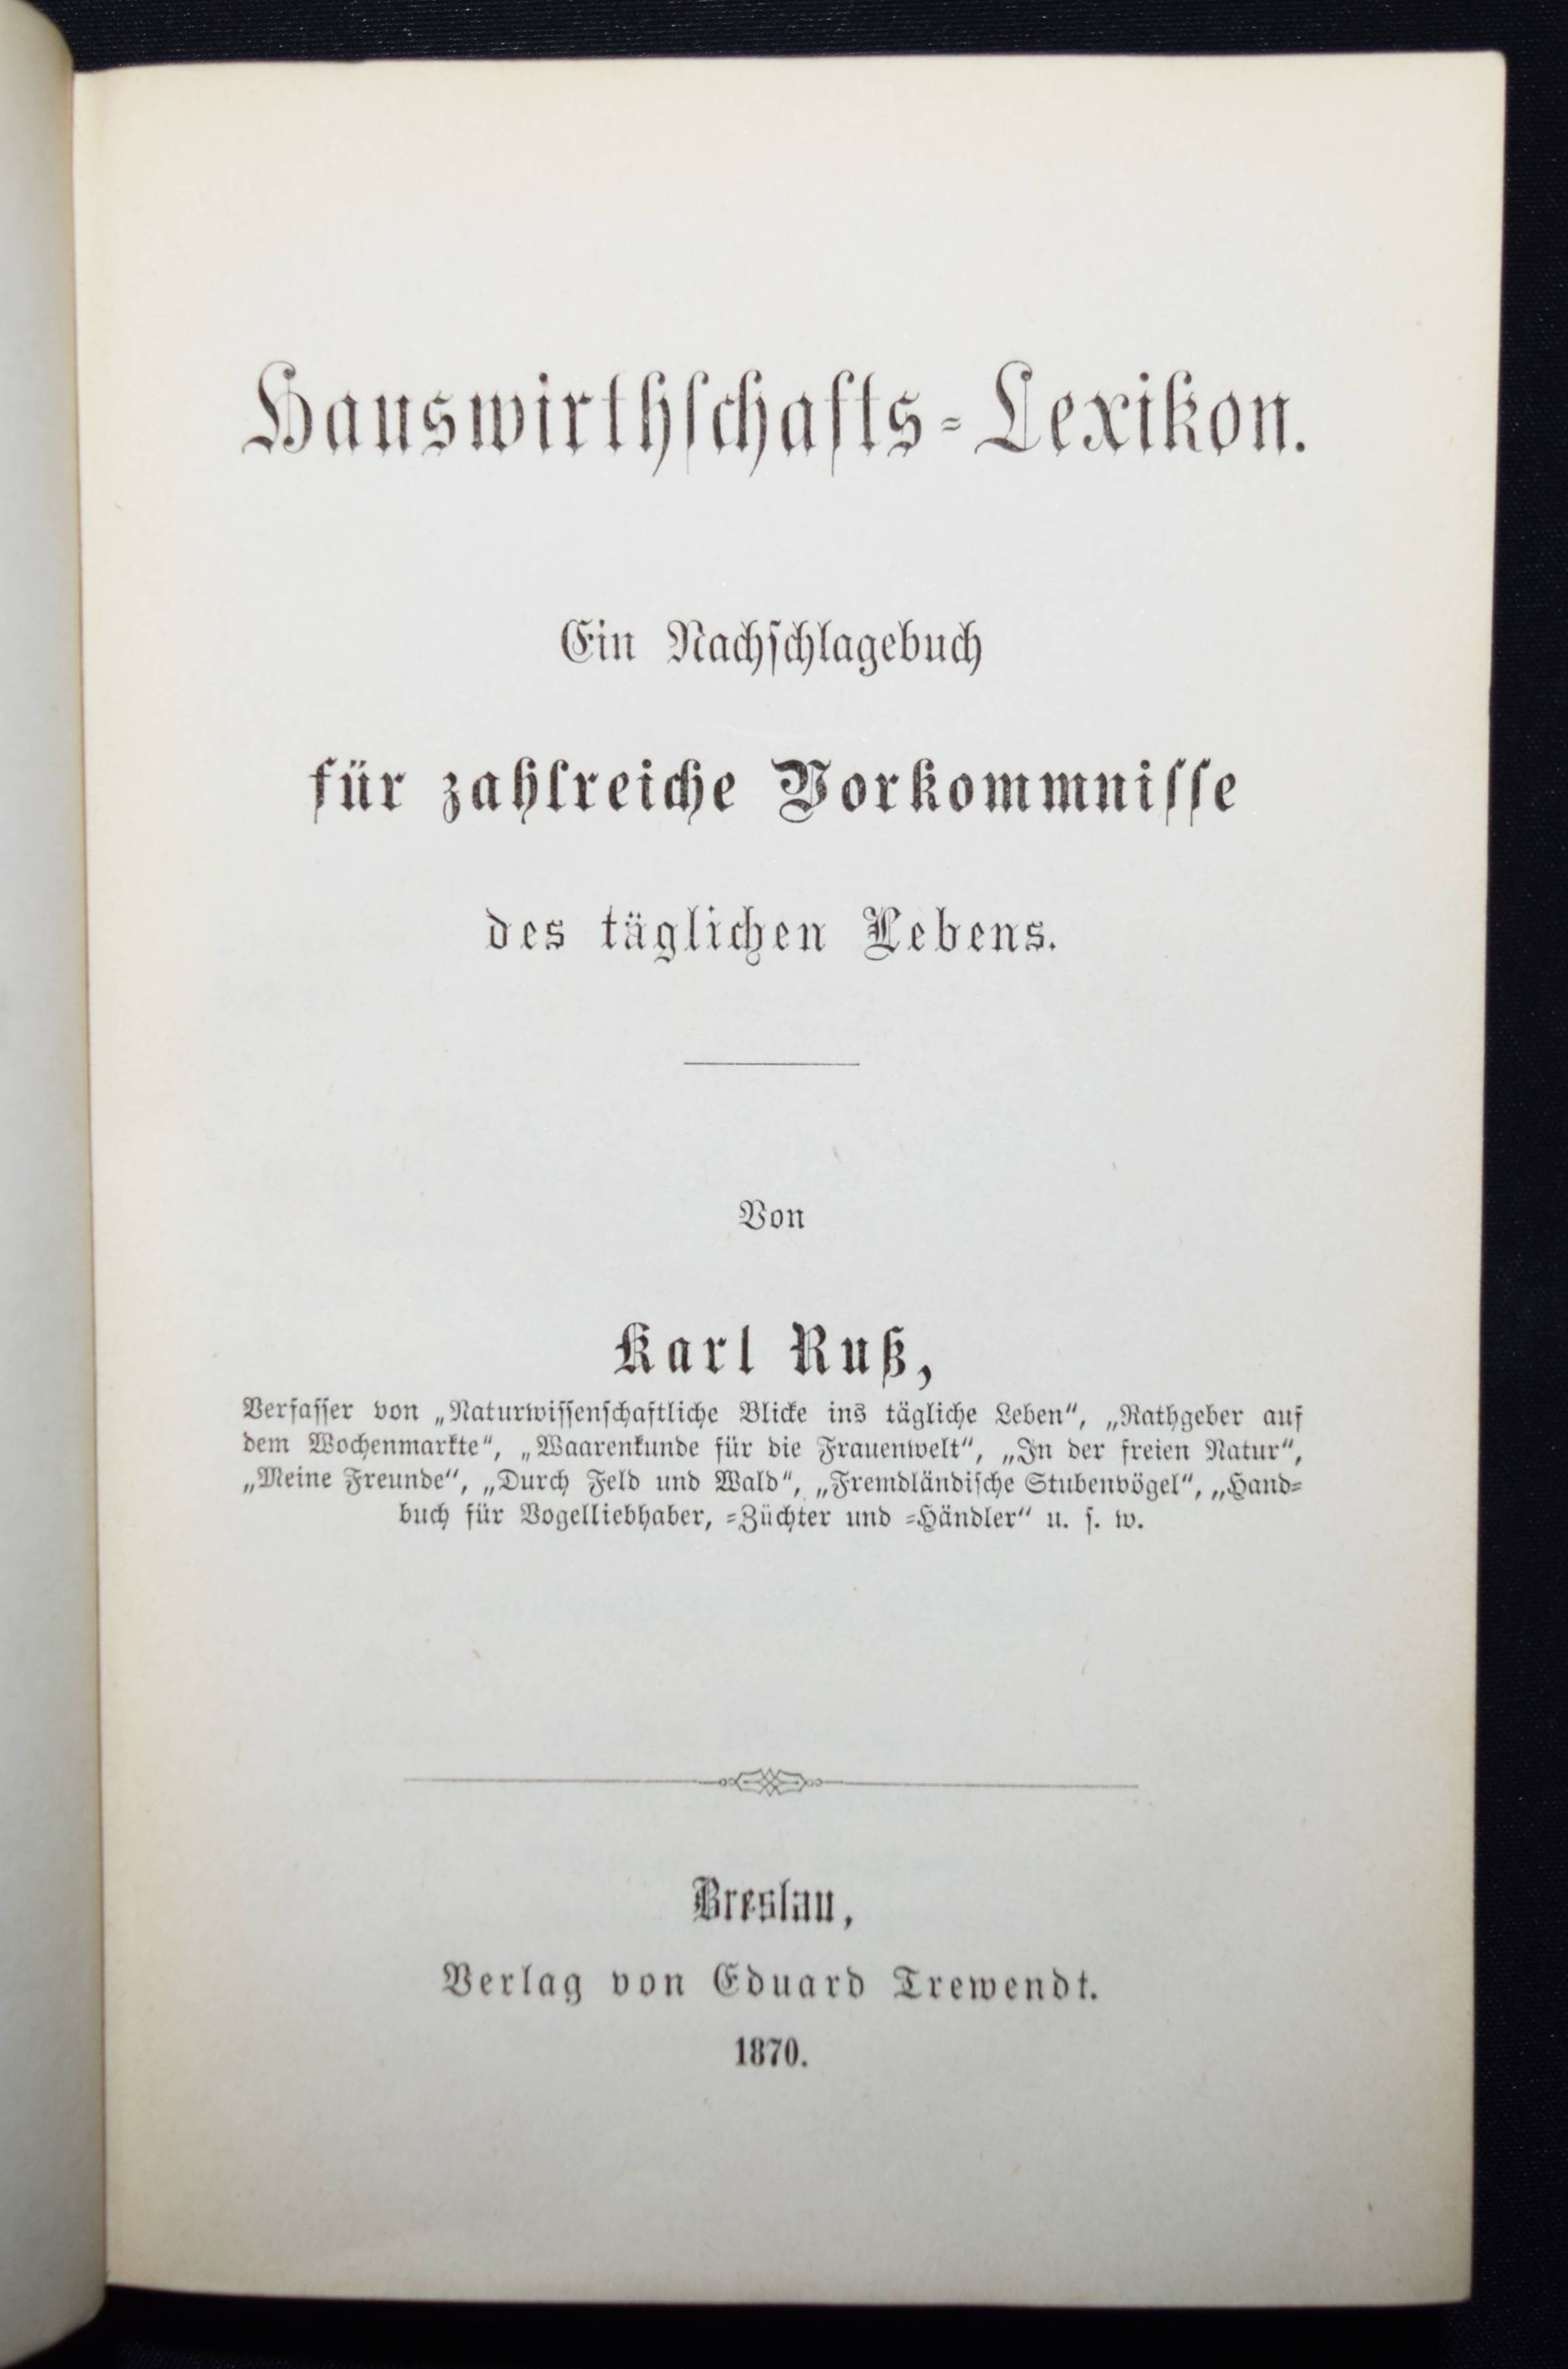 Hauswirthschafts-Lexikon.
Ein Nachschlagebuch
für zahlreiche Vorkommnisse
des täglichen Lebens.
Von
Karl Ruß,
Verfasser von „Naturwissenschaftliche Blicke ins tägliche Leben“, „Rathgeber auf
dem Wochenmarkte“, „Waarenkunde für die Frauenwelt“, „In der freien Natur“,
„Meine Freunde“, „Durch Feld und Wald“, „Fremdländische Stubenvögel“, „Hand-
buch für Vogelliebhaber, -Züchter und -Händler“ u. s. w.
Breslau,
Verlag von Eduard Trewendt.
1870.